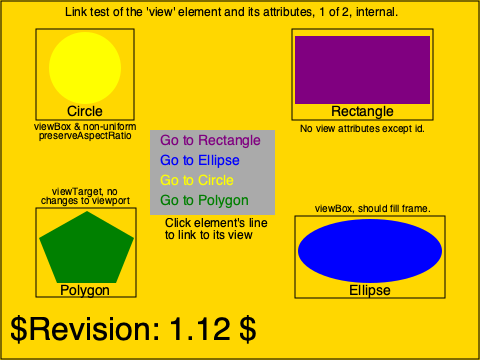 Link test of the 'view' element and its attributes, 1 of 2, internal.
Circle
viewBox & non-uniform
preserveAspectRatio
Rectangle
No view attributes except id.
Go to Rectangle
Go to Ellipse
Go to Circle
Go to Polygon
Click element's line
to link to its view
viewTarget, no
changes to viewport
Polygon
viewBox, should fill frame.
Ellipse
$Revision: 1.12 $